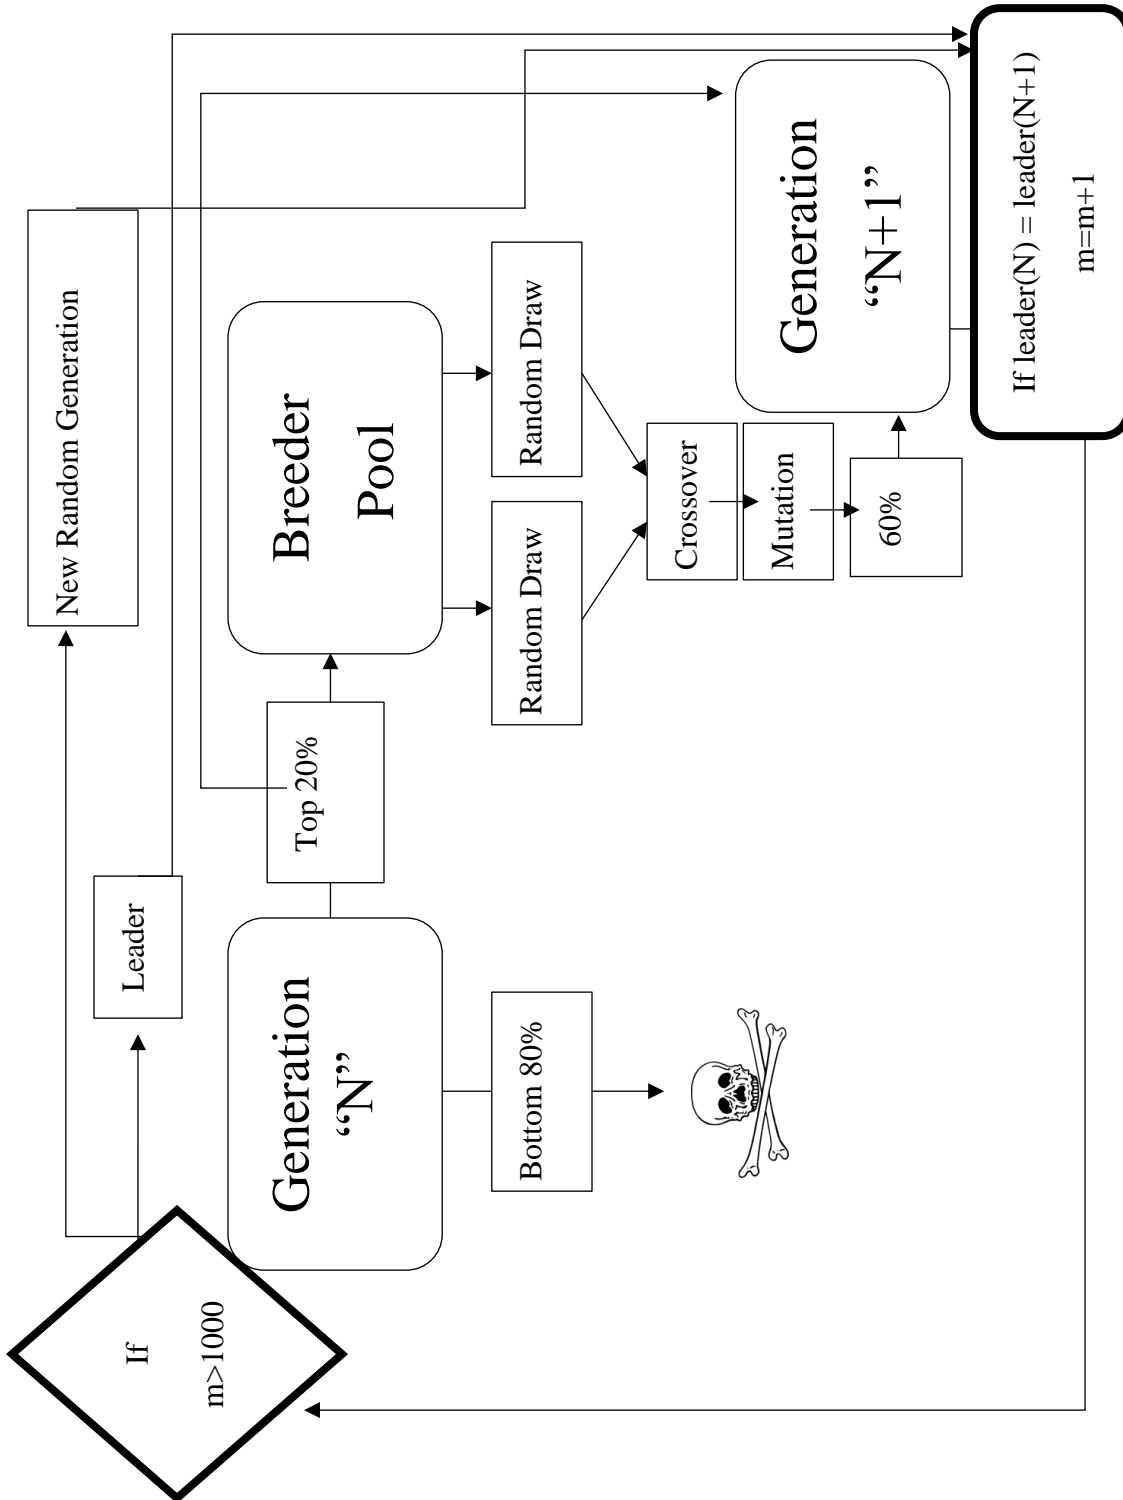 If
m>1000
New Random Generation
Leader
Generation
“N”
Top 20%
Bottom 80%
Breeder
Pool
Random Draw
Random Draw
Crossover
Mutation
60%
Generation
“N+1”
If leader(N) = leader(N+1)
m=m+1